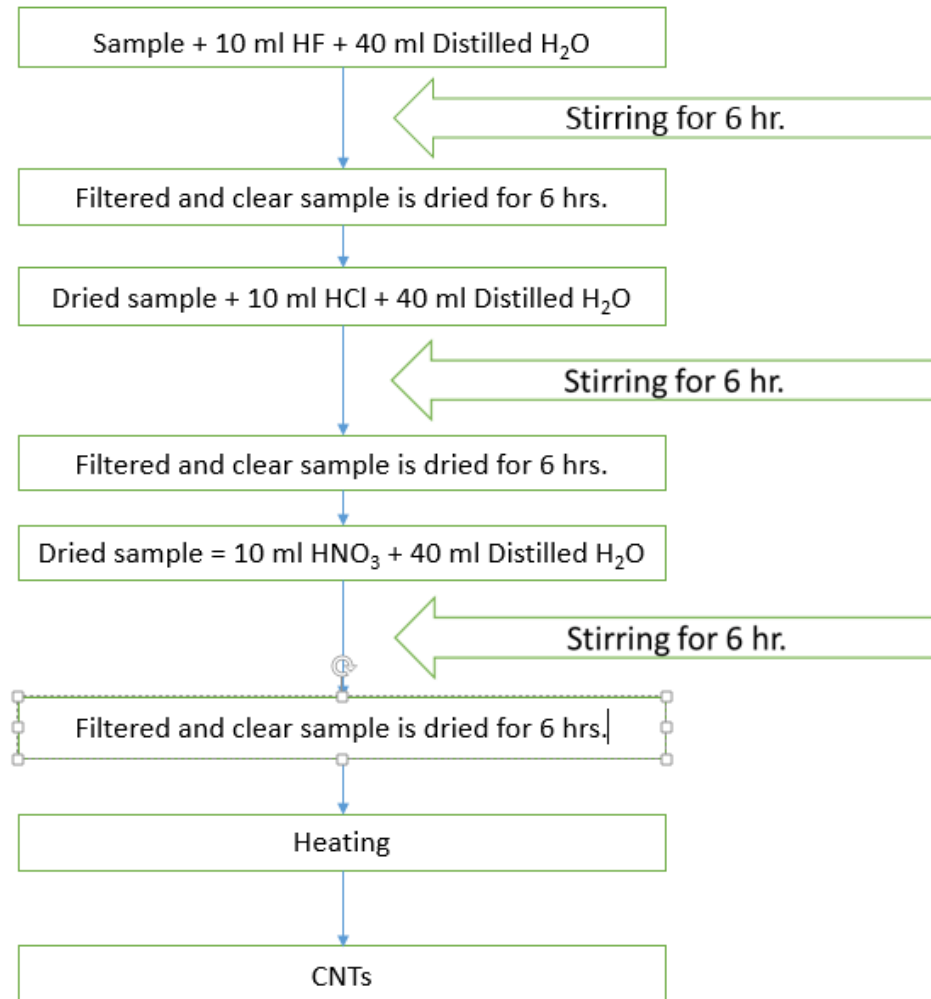 Sample + 10 ml HF + 40 ml Distilled H₂O
Stirring for 6 hr.
Filtered and clear sample is dried for 6 hrs.
Dried sample + 10 ml HCl + 40 ml Distilled H₂O
Stirring for 6 hr.
Filtered and clear sample is dried for 6 hrs.
Dried sample = 10 ml HNO₃ + 40 ml Distilled H₂O
Stirring for 6 hr.
Filtered and clear sample is dried for 6 hrs.
Heating
CNTs